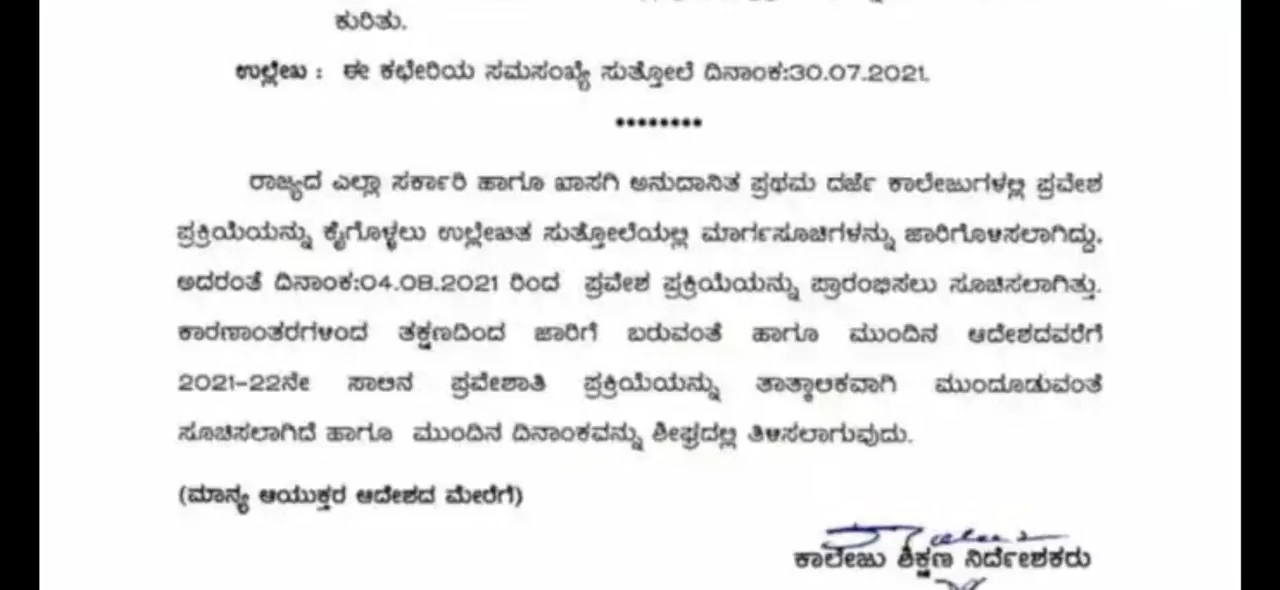 ಕುರಿತು.
ಉಲ್ಲೇಖ : ಈ ಕಛೇರಿಯ ಸಮಸಂಖ್ಯೆ ಸುತ್ತೋಲೆ ದಿನಾಂಕ:30.07.2021.
********
ರಾಜ್ಯದ ಎಲ್ಲಾ ಸರ್ಕಾರಿ ಹಾಗೂ ಖಾಸಗಿ ಅನುದಾನಿತ ಪ್ರಥಮ ದರ್ಜೆ ಕಾಲೇಜುಗಳಲ್ಲಿ ಪ್ರವೇಶ
ಪ್ರಕ್ರಿಯೆಯನ್ನು ಕೈಗೊಳ್ಳಲು ಉಲ್ಲೇಖಿತ ಸುತ್ತೋಲೆಯಲ್ಲಿ ಮಾರ್ಗಸೂಚಿಗಳನ್ನು ಜಾರಿಗೊಳಿಸಲಾಗಿದ್ದು,
ಅದರಂತೆ ದಿನಾಂಕ:04.08.2021 ರಿಂದ ಪ್ರವೇಶ ಪ್ರಕ್ರಿಯೆಯನ್ನು ಪ್ರಾರಂಭಿಸಲು ಸೂಚಿಸಲಾಗಿತ್ತು.
ಕಾರಣಾಂತರಗಳಿಂದ ತಕ್ಷಣದಿಂದ ಜಾರಿಗೆ ಬರುವಂತೆ ಹಾಗೂ ಮುಂದಿನ ಆದೇಶದವರೆಗೆ
2021-22ನೇ ಸಾಲಿನ ಪ್ರವೇಶಾತಿ ಪ್ರಕ್ರಿಯೆಯನ್ನು ತಾತ್ಕಾಲಿಕವಾಗಿ ಮುಂದೂಡುವಂತೆ
ಸೂಚಿಸಲಾಗಿದೆ ಹಾಗೂ ಮುಂದಿನ ದಿನಾಂಕವನ್ನು ಶೀಘ್ರದಲ್ಲಿ ತಿಳಿಸಲಾಗುವುದು.
(ಮಾನ್ಯ ಆಯುಕ್ತರ ಆದೇಶದ ಮೇರೆಗೆ)
ಕಾಲೇಜು ಶಿಕ್ಷಣ ನಿರ್ದೇಶಕರು